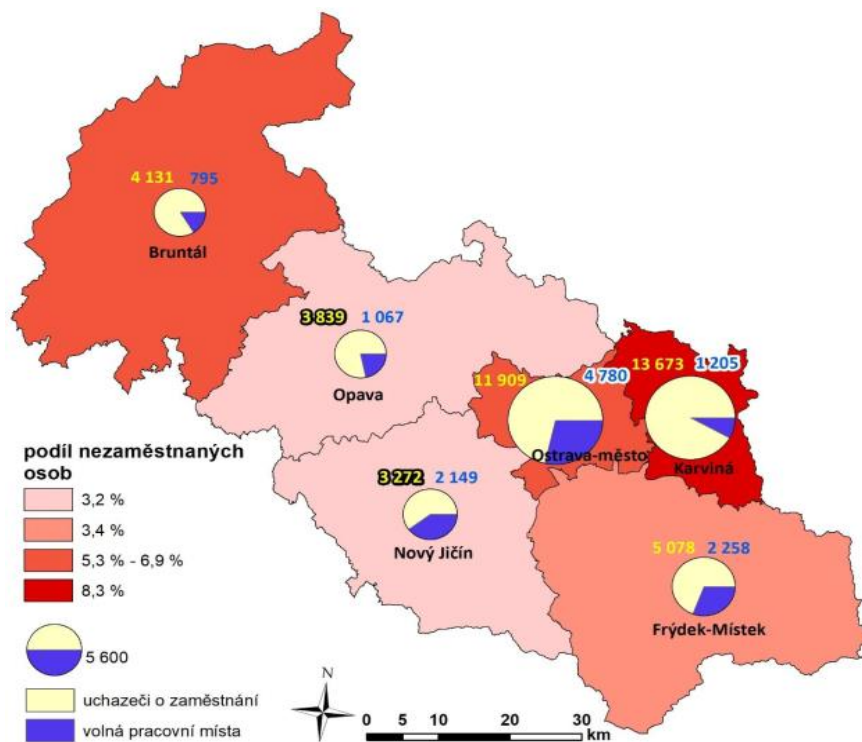 4 131 795
Bruntál
3 839 1 067
Opava
11 909 4 780
Ostrava-město
13 673 1 205
Karviná
3 272 2 149
Nový Jičín
5 078 2 258
Frýdek-Místek
podíl nezaměstnaných
osob
3,2 %
3,4 %
5,3 % - 6,9 %
8,3 %
5 600
uchazeči o zaměstnání
volná pracovní místa
N
0 5 10 20 30
km